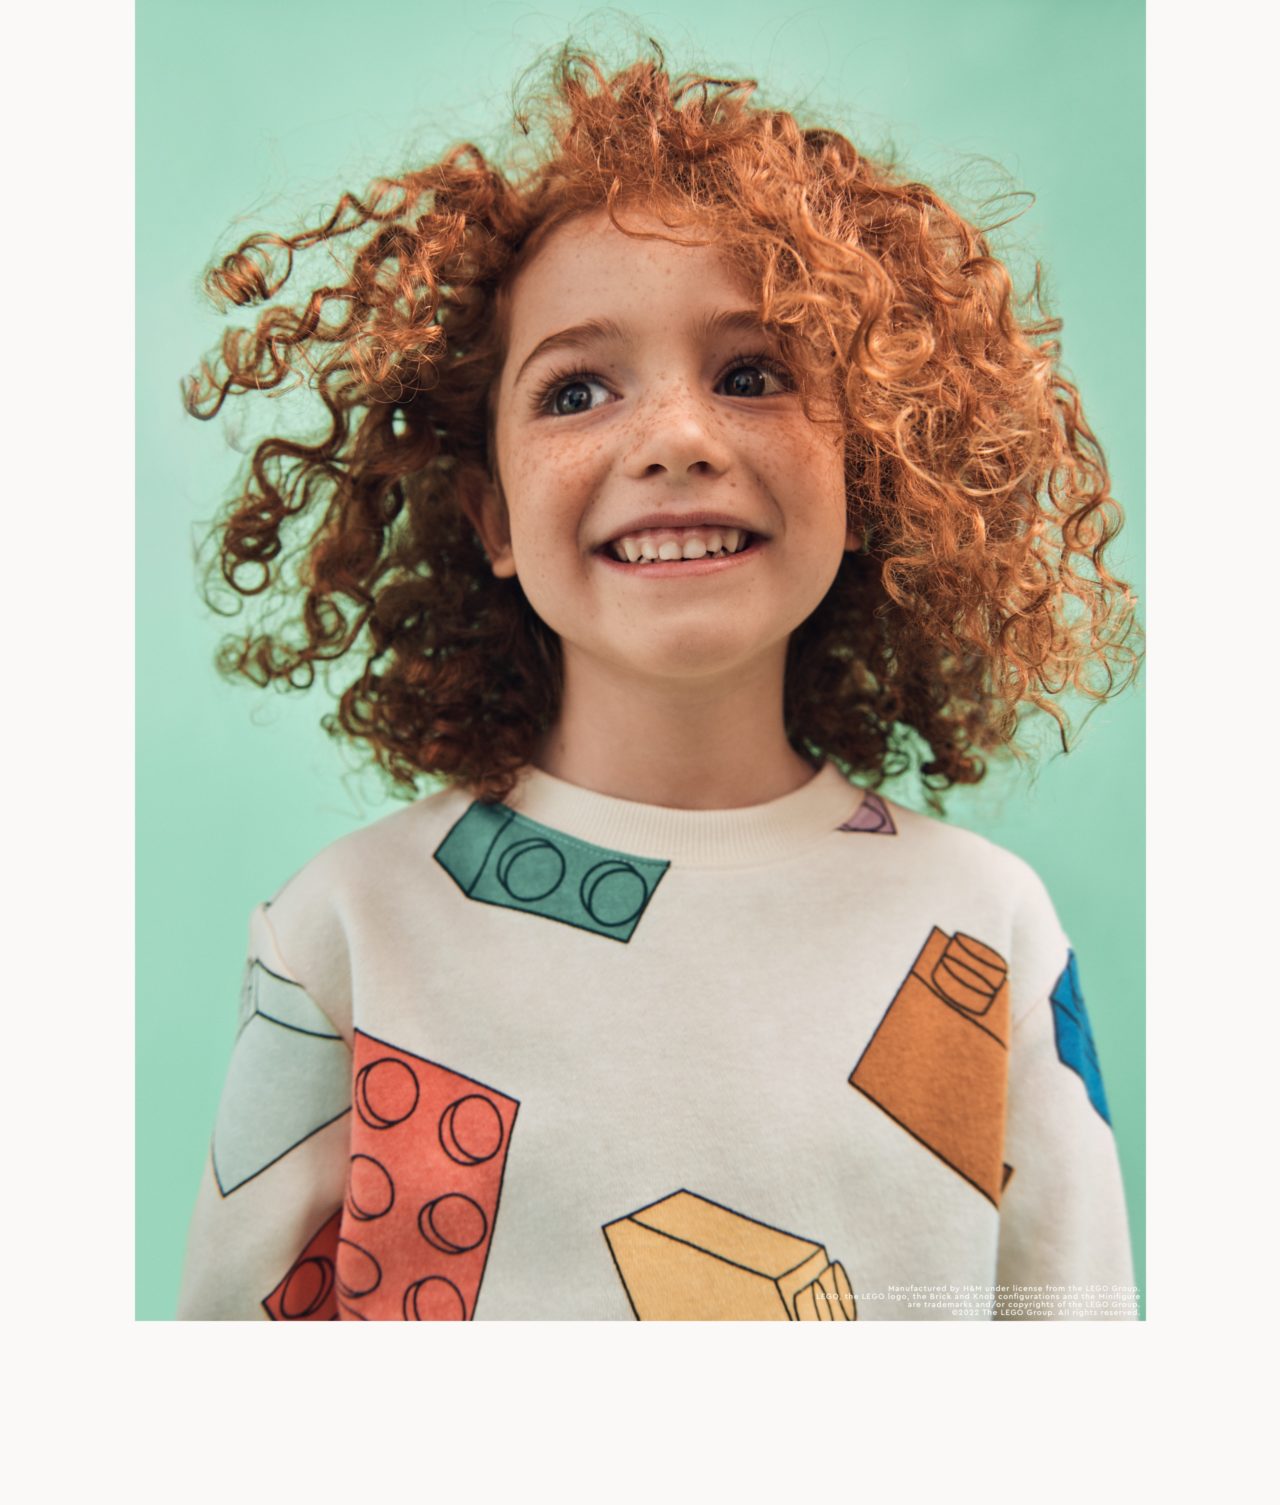 Manufactured by H&M under license from the LEGO Group.
LEGO, the LEGO logo, the Brick and Knob configurations and the Minifigure
are trademarks and/or copyrights of the LEGO Group.
©2022 The LEGO Group. All rights reserved.